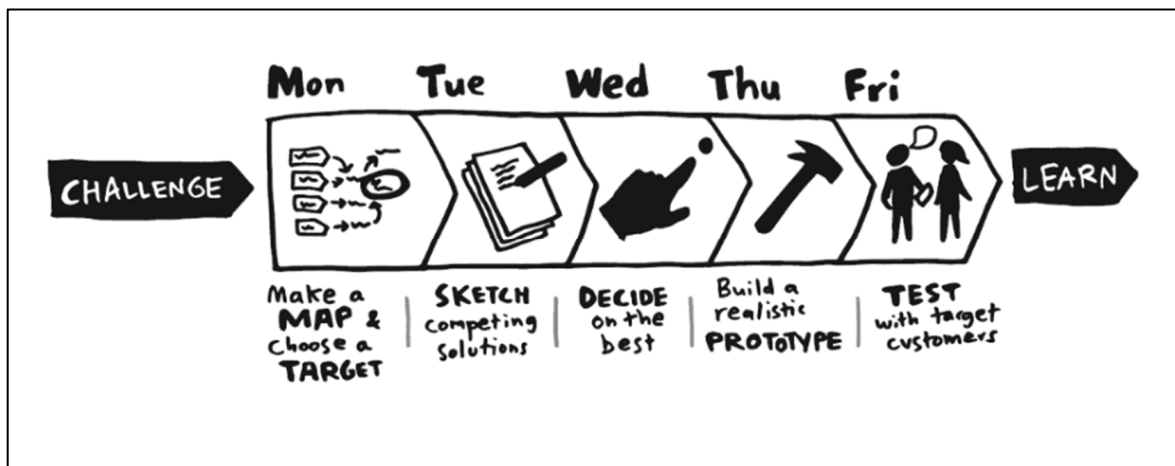 Mon Tue Wed Thu Fri
CHALLENGE
LEARN
Make a
MAP &
choose a
TARGET
SKETCH
competing
solutions
DECIDE
on the
best
Build a
realistic
PROTOTYPE
TEST
with target
customers